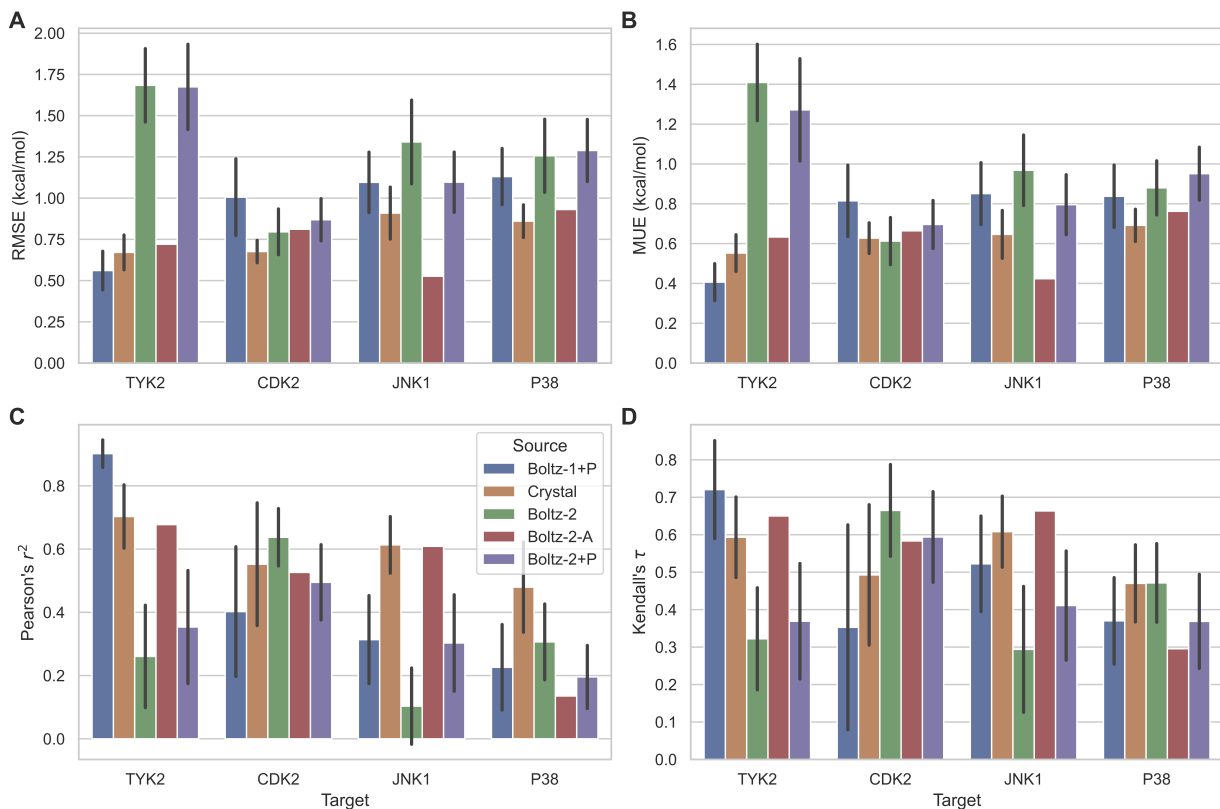 A
RMSE (kcal/mol)
2.00
1.75
1.50
1.25
1.00
0.75
0.50
0.25
0.00
TYK2 CDK2 JNK1 P38
B
MUE (kcal/mol)
1.6
1.4
1.2
1.0
0.8
0.6
0.4
0.2
0.0
TYK2 CDK2 JNK1 P38
C
Pearson's r²
0.8
0.6
0.4
0.2
0.0
Source
Boltz-1+P
Crystal
Boltz-2
Boltz-2-A
Boltz-2+P
TYK2 CDK2 JNK1 P38
Target
D
Kendall's τ
0.8
0.7
0.6
0.5
0.4
0.3
0.2
0.1
0.0
TYK2 CDK2 JNK1 P38
Target